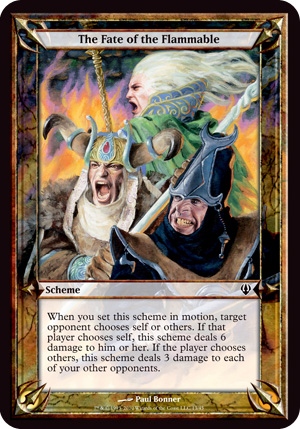 The Fate of the Flammable
Scheme
When you set this scheme in motion, target
opponent chooses self or others. If that
player chooses self, this scheme deals 6
damage to him or her. If the player chooses
others, this scheme deals 3 damage to each
of your other opponents.
Paul Bonner